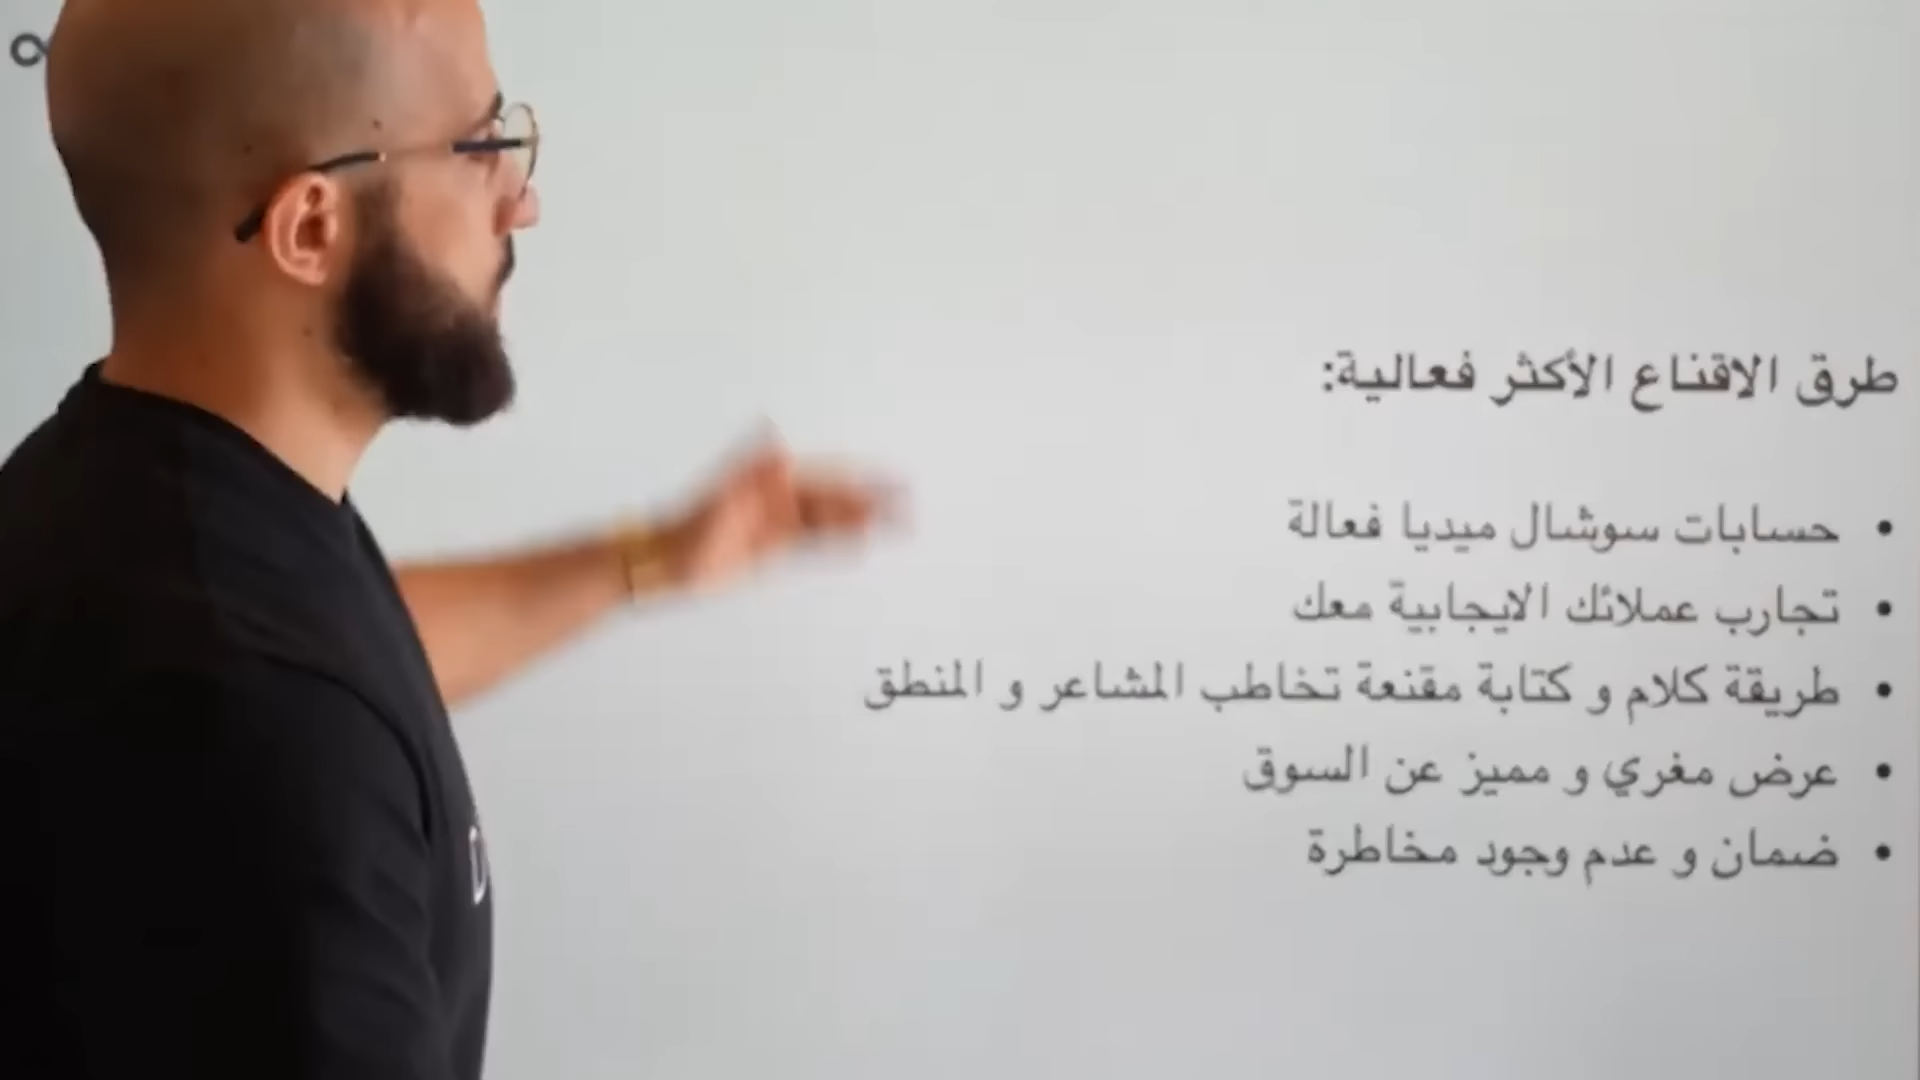 طرق الاقناع الأكثر فعالية:
• حسابات سوشال ميديا فعالة
• تجارب عملائك الايجابية معك
• طريقة كلام و كتابة مقنعة تخاطب المشاعر و المنطق
• عرض مغري و مميز عن السوق
• ضمان و عدم وجود مخاطرة